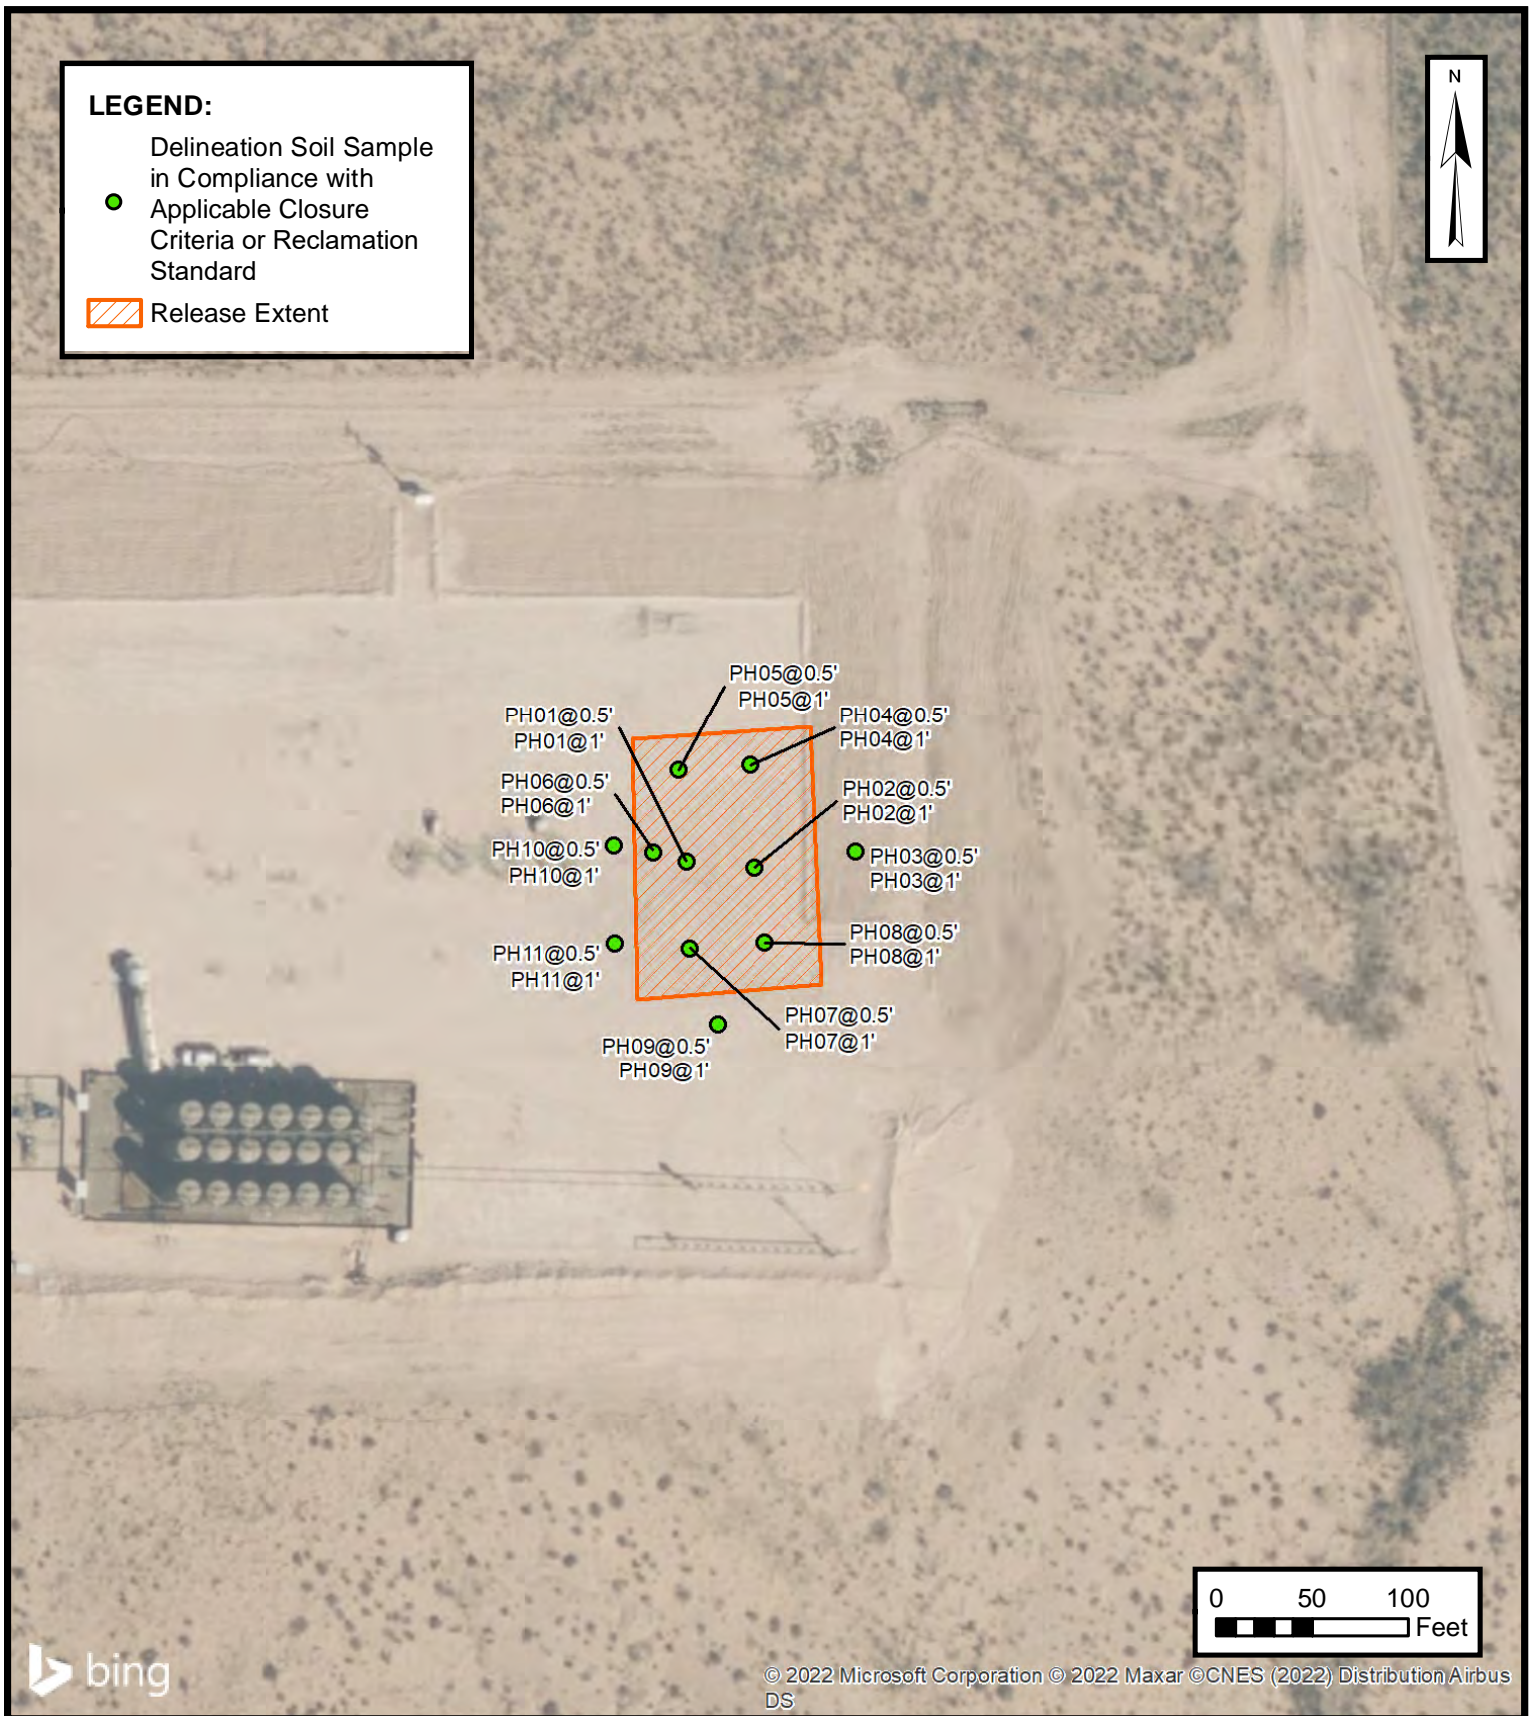 LEGEND:
Delineation Soil Sample
in Compliance with
Applicable Closure
Criteria or Reclamation
Standard
Release Extent
N
PH05@0.5'
PH05@1'
PH01@0.5'
PH01@1'
PH04@0.5'
PH04@1'
PH06@0.5'
PH06@1'
PH02@0.5'
PH02@1'
PH10@0.5'
PH10@1'
PH03@0.5'
PH03@1'
PH11@0.5'
PH11@1'
PH08@0.5'
PH08@1'
PH07@0.5'
PH07@1'
PH09@0.5'
PH09@1'
0 50 100
Feet
bing
© 2022 Microsoft Corporation © 2022 Maxar ©CNES (2022) Distribution Airbus
DS